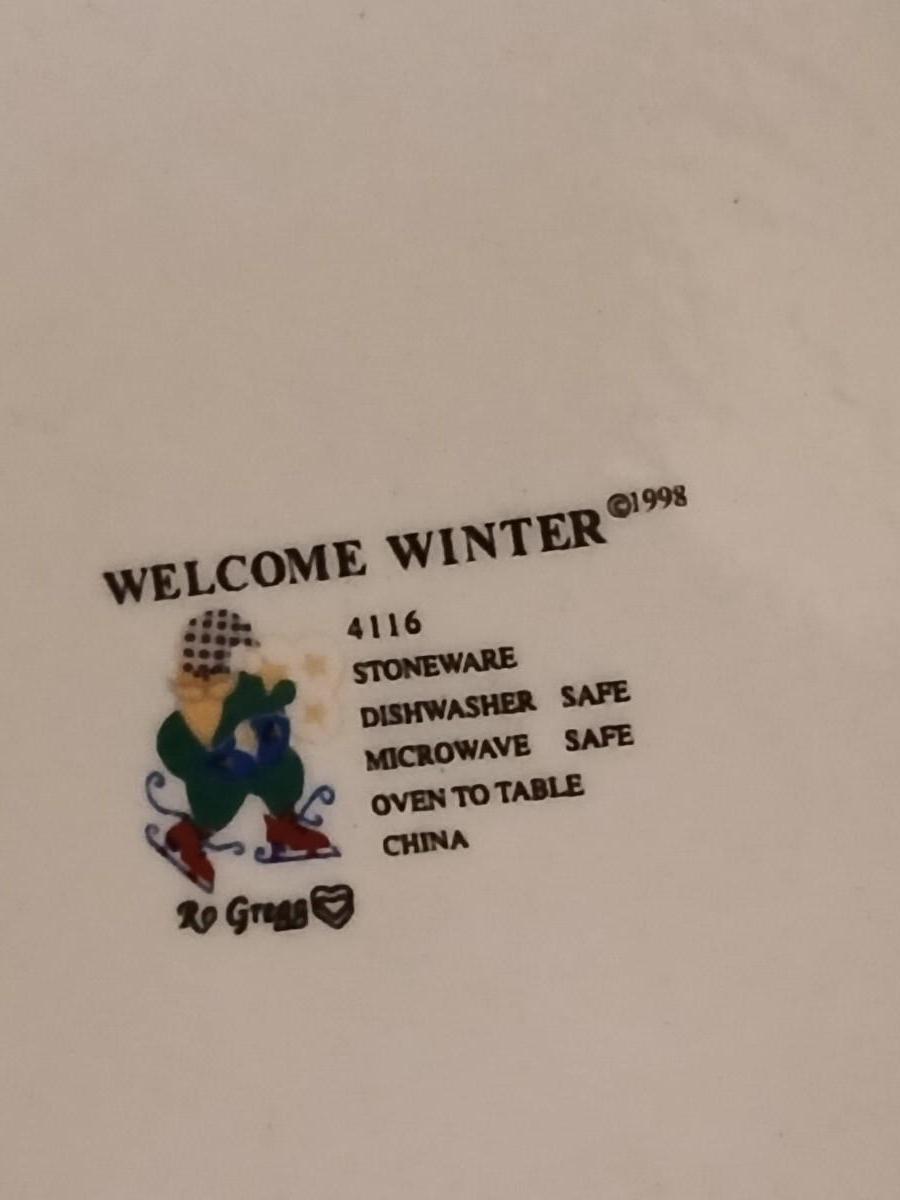 WELCOME WINTER ©1998
4116
STONEWARE
DISHWASHER SAFE
MICROWAVE SAFE
OVEN TO TABLE
CHINA
Ro Gregg